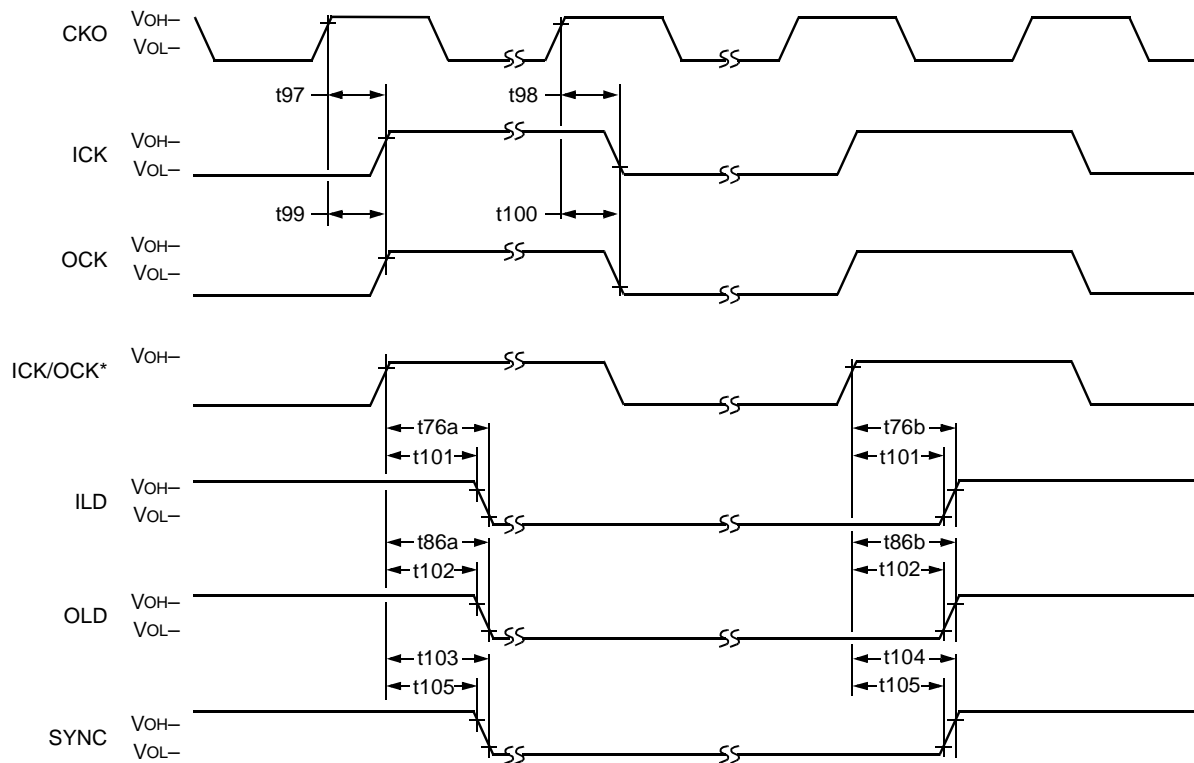 CKO
VOH–
VOL–
t97
t98
ICK
VOH–
VOL–
t99
t100
OCK
VOH–
VOL–
ICK/OCK*
VOH–
t76a
t76b
t101
t101
ILD
VOH–
VOL–
t86a
t86b
t102
t102
OLD
VOH–
VOL–
t103
t104
t105
t105
SYNC
VOH–
VOL–